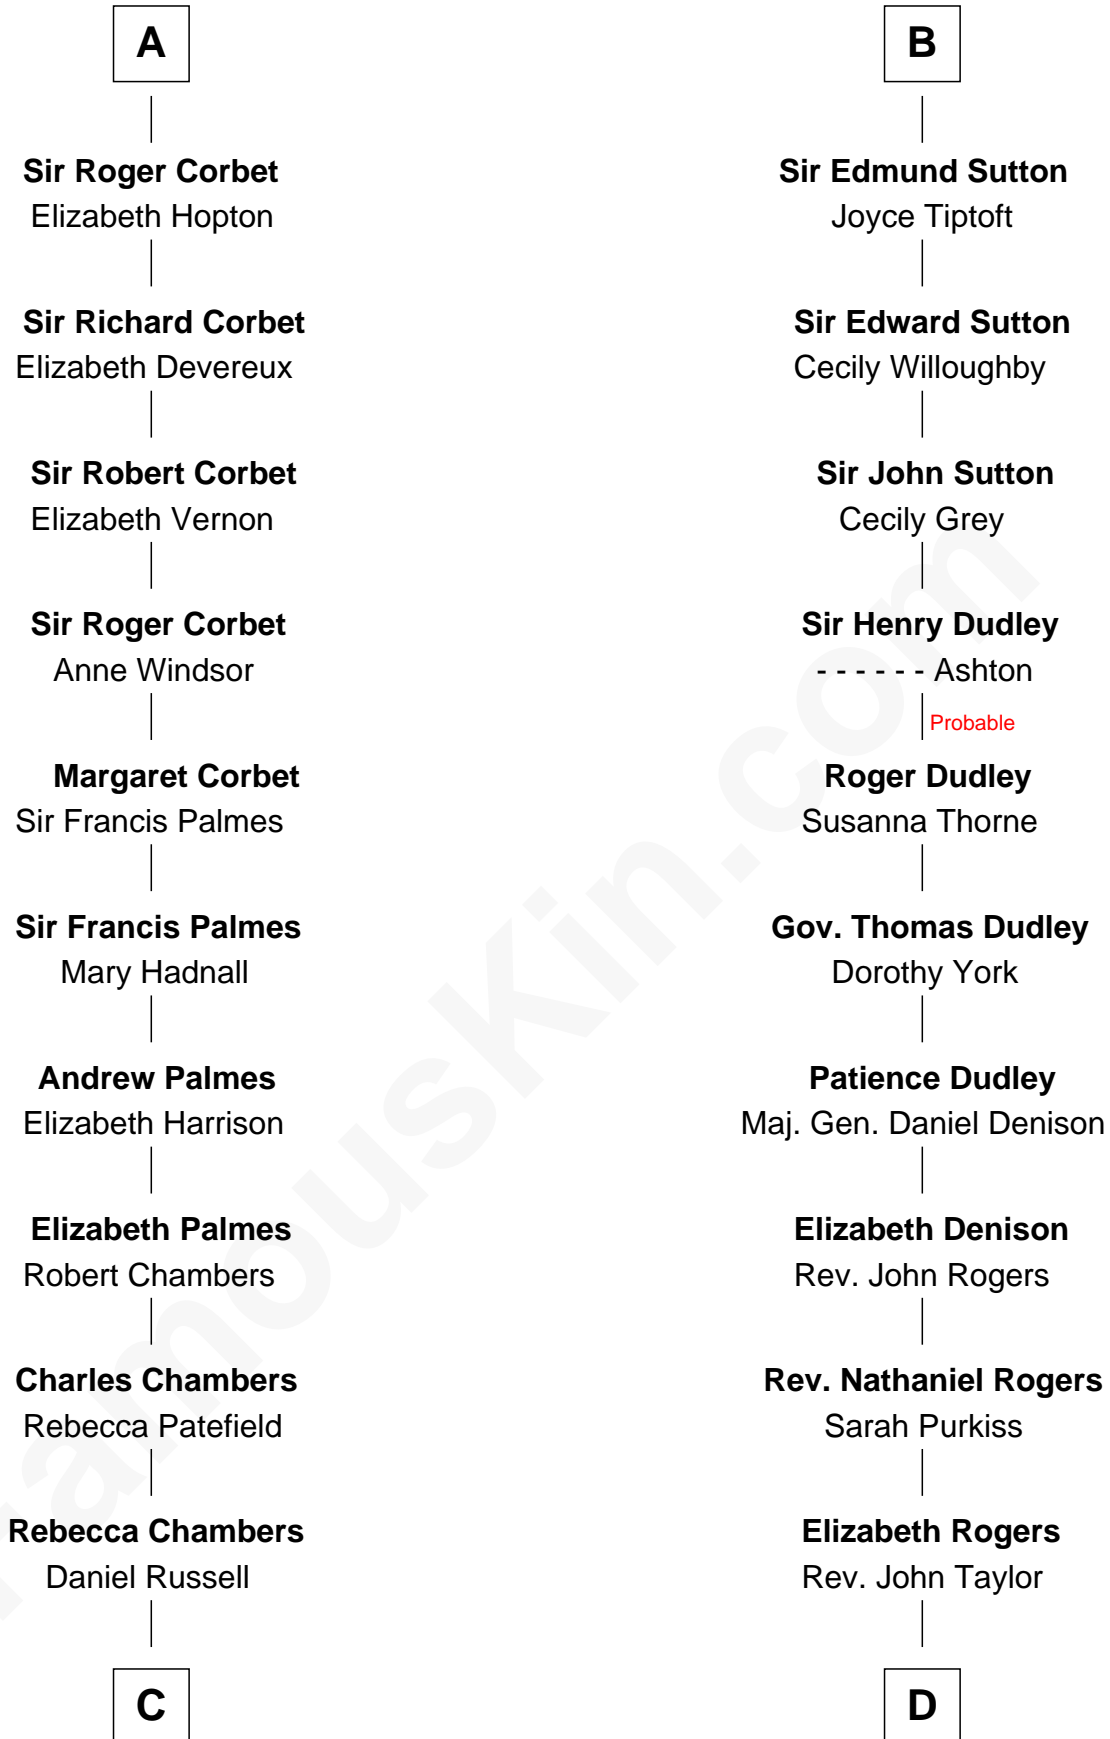 A
Sir Roger Corbet
Elizabeth Hopton
Sir Richard Corbet
Elizabeth Devereux
Sir Robert Corbet
Elizabeth Vernon
Sir Roger Corbet
Anne Windsor
Margaret Corbet
Sir Francis Palmes
Sir Francis Palmes
Mary Hadnall
Andrew Palmes
Elizabeth Harrison
Elizabeth Palmes
Robert Chambers
Charles Chambers
Rebecca Patefield
Rebecca Chambers
Daniel Russell
C
B
Sir Edmund Sutton
Joyce Tiptoft
Sir Edward Sutton
Cecily Willoughby
Sir John Sutton
Cecily Grey
Sir Henry Dudley
- - - - - - Ashton
Probable
Roger Dudley
Susanna Thorne
Gov. Thomas Dudley
Dorothy York
Patience Dudley
Maj. Gen. Daniel Denison
Elizabeth Denison
Rev. John Rogers
Rev. Nathaniel Rogers
Sarah Purkiss
Elizabeth Rogers
Rev. John Taylor
D
FamousKin.com